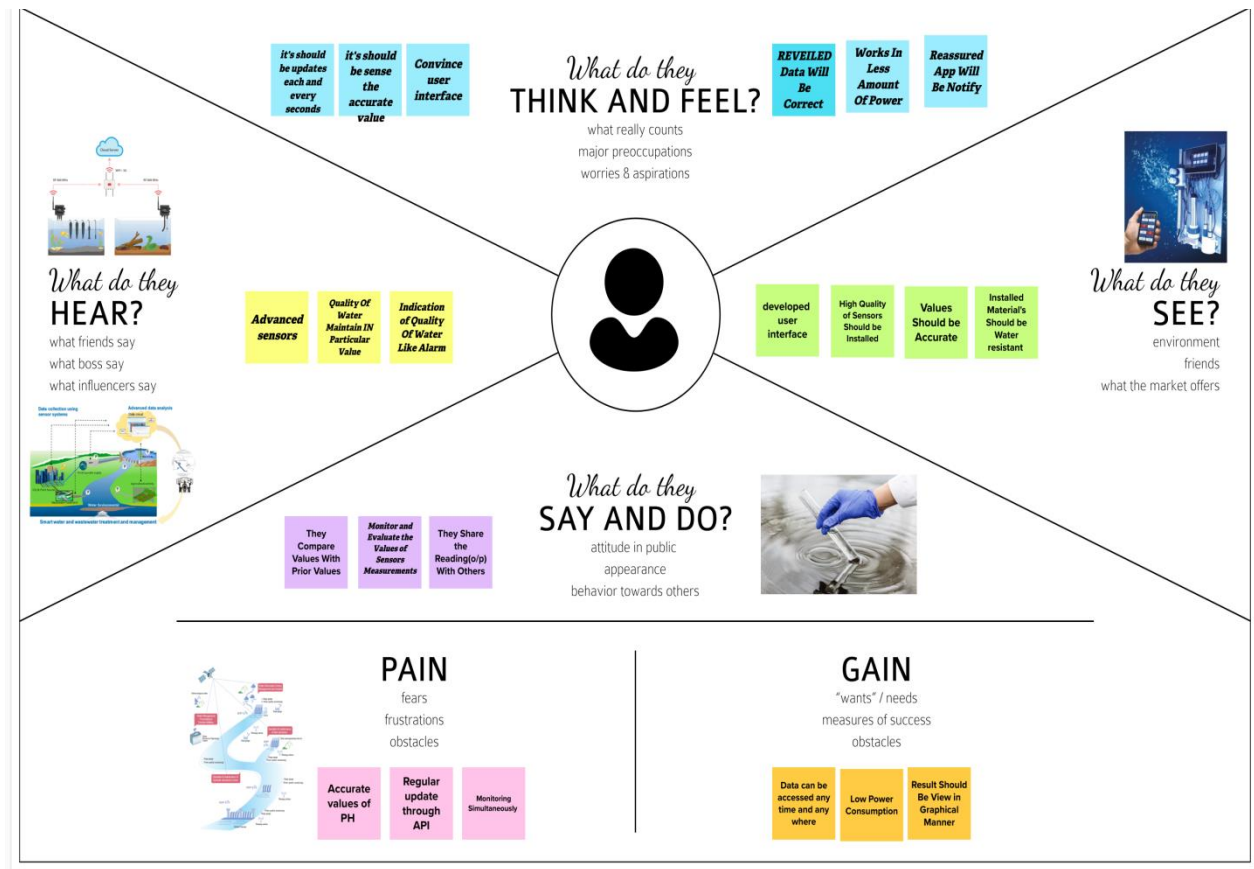 it's should
be updates
each and
every
seconds
it's should
be sense
the
accurate
value
Convince
user
interface
What do they
THINK AND FEEL?
what really counts
major preoccupations
worries & aspirations
REVEILED
Data Will
Be
Correct
Works In
Less
Amount
Of Power
Reassured
App Will
Be Notify
What do they
HEAR?
what friends say
what boss say
what influencers say
Data collection using
sensor systems
Advanced data analysis
Smart water and wastewater treatment and management
Advanced
sensors
Quality Of
Water
Maintain IN
Particular
Value
Indication
of Quality
Of Water
Like Alarm
developed
user
interface
High Quality
of Sensors
Should be
Installed
Values
Should be
Accurate
Installed
Material's
Should be
Water
resistant
What do they
SEE?
environment
friends
what the market offers
What do they
SAY AND DO?
attitude in public
appearance
behavior towards others
They
Compare
Values With
Prior Values
Monitor and
Evaluate the
Values of
Sensors
Measurements
They Share
the
Reading(o/p)
With Others
PAIN
fears
frustrations
obstacles
Accurate
values of
PH
Regular
update
through
API
Monitoring
Simultaneously
GAIN
"wants" / needs
measures of success
obstacles
Data can be
accessed any
time and any
where
Low Power
Consumption
Result Should
Be View in
Graphical
Manner